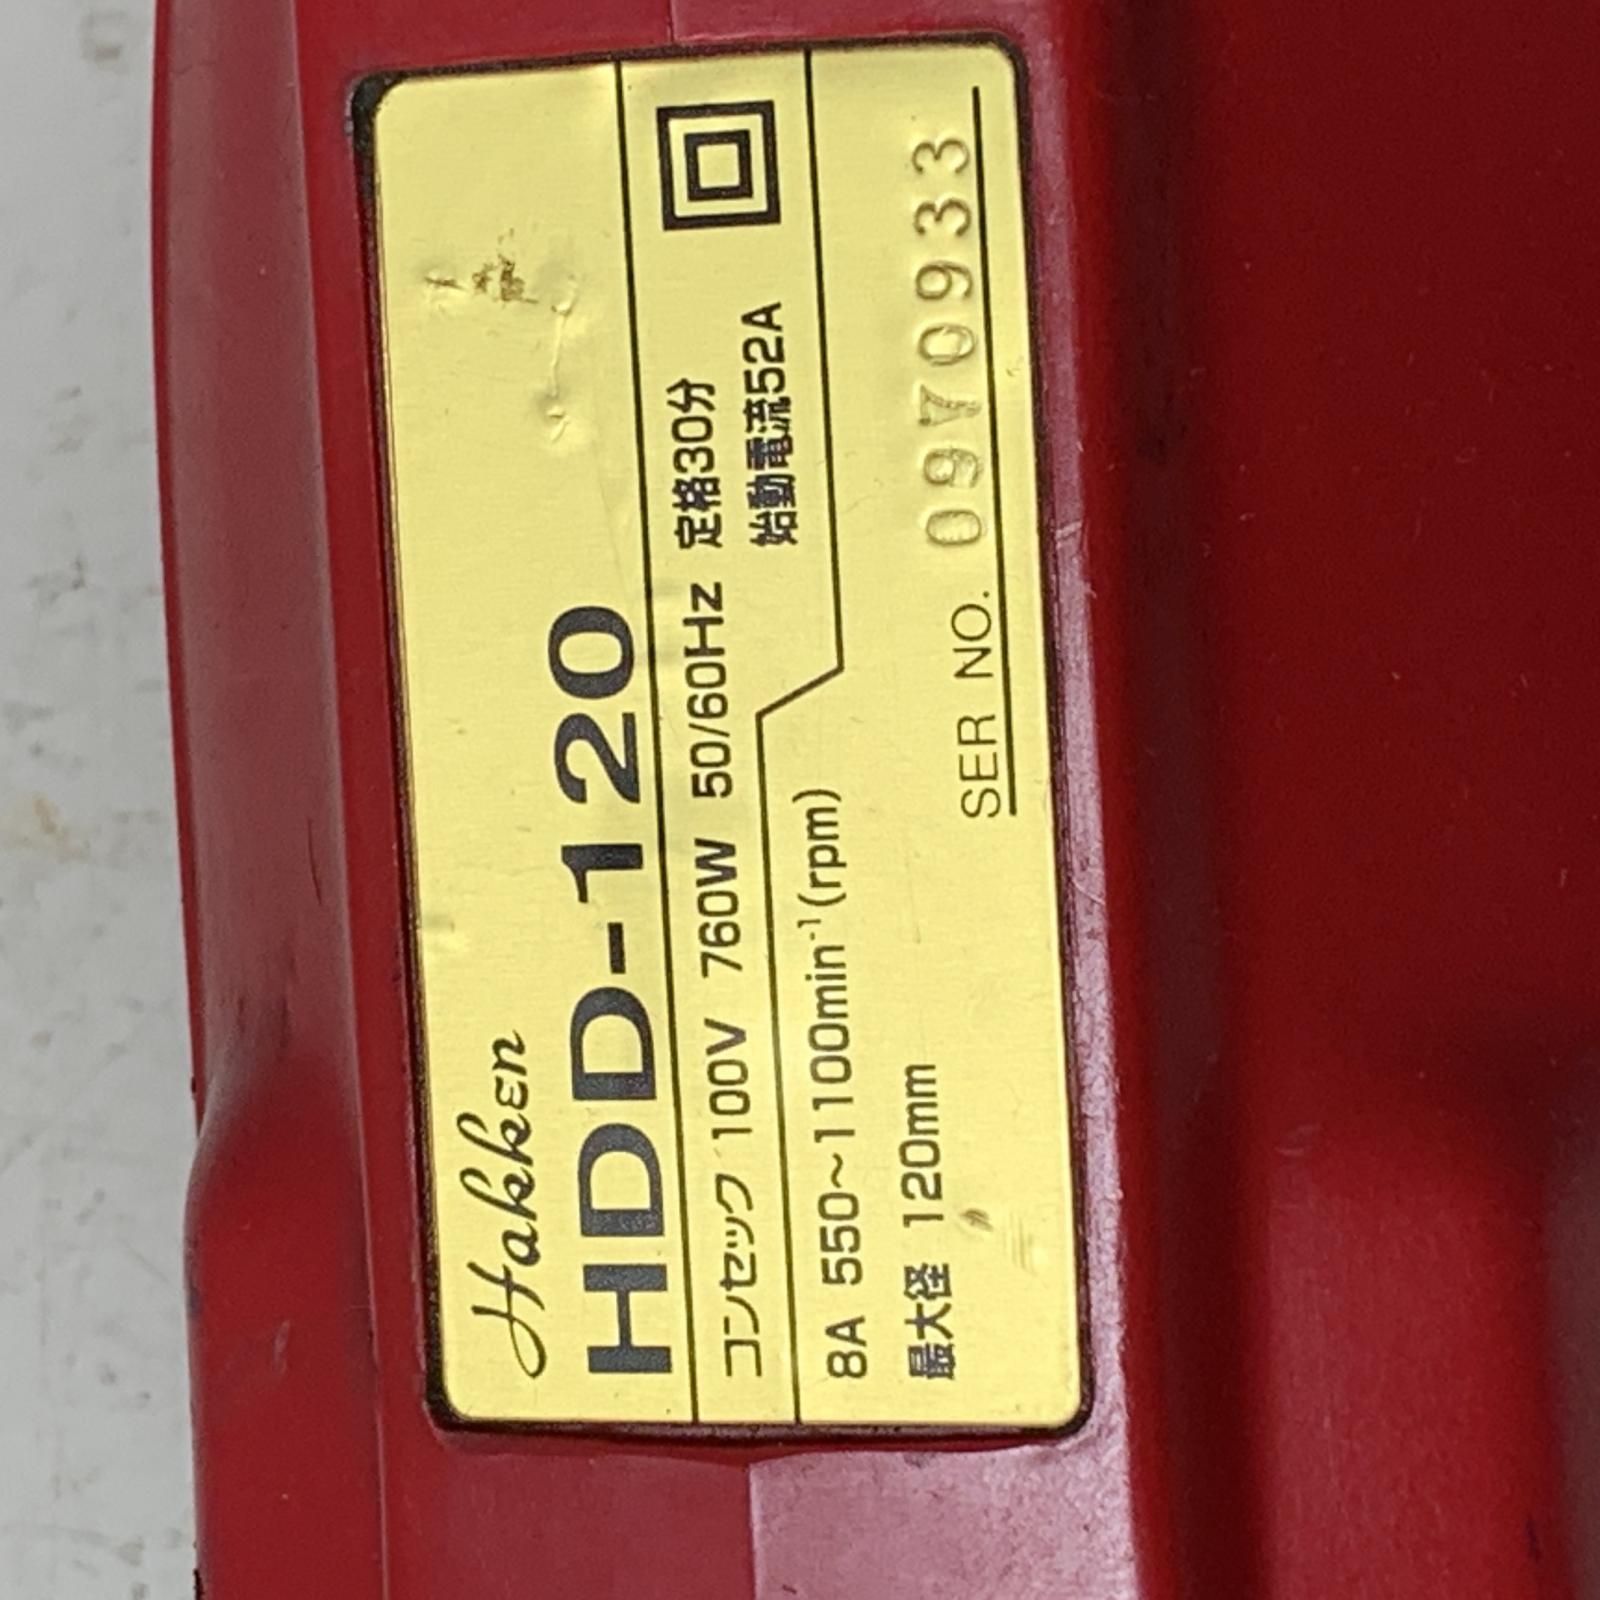 Hakken
HDD-120
コンセック 100V 760W 50/60Hz 定格30分
始動電流52A
8A 550~1100min⁻¹(rpm)
最大径 120mm
SER NO. 0970933